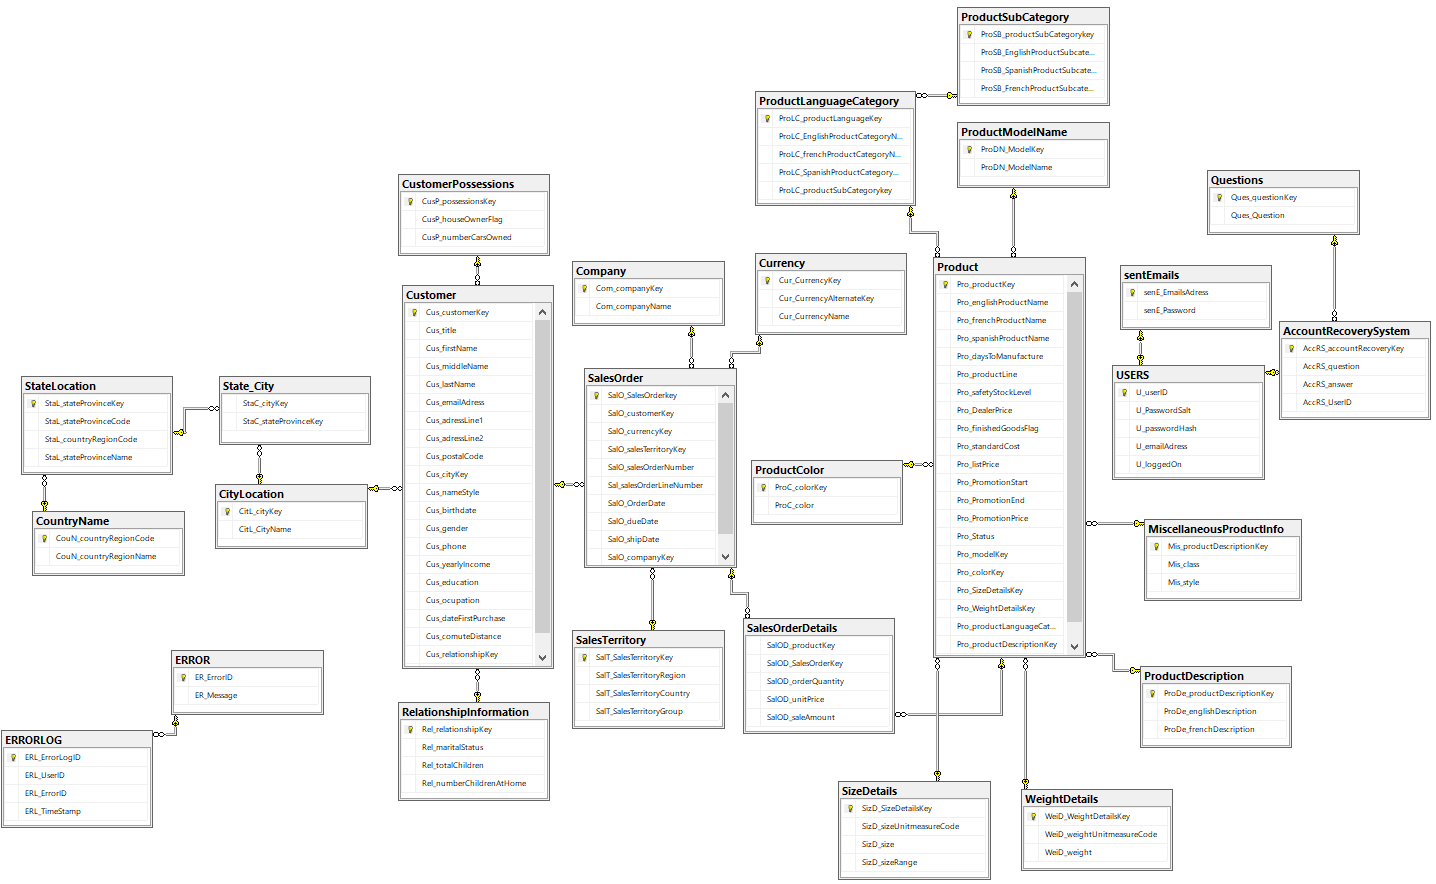 ProductSubCategory
ProSB_productSubCategorykey
ProSB_EnglishProductSubcate...
ProSB_SpanishProductSubcate...
ProSB_FrenchProductSubcate...
ProductLanguageCategory
ProLC_productLanguageKey
ProLC_EnglishProductCategoryN...
ProLC_frenchProductCategoryN...
ProLC_SpanishProductCategory...
ProLC_productSubCategorykey
ProductModelName
ProDN_ModelKey
ProDN_ModelName
Questions
Ques_questionKey
Ques_Question
CustomerPossessions
CusP_possessionsKey
CusP_houseOwnerFlag
CusP_numberCarsOwned
Company
Com_companyKey
Com_companyName
Currency
Cur_CurrencyKey
Cur_CurrencyAlternateKey
Cur_CurrencyName
Product
Pro_productKey
Pro_englishProductName
Pro_frenchProductName
Pro_spanishProductName
Pro_daysToManufacture
Pro_productLine
Pro_safetyStockLevel
Pro_DealerPrice
Pro_finishedGoodsFlag
Pro_standardCost
Pro_listPrice
Pro_PromotionStart
Pro_PromotionEnd
Pro_PromotionPrice
Pro_Status
Pro_modelKey
Pro_colorKey
Pro_SizeDetailsKey
Pro_WeightDetailsKey
Pro_productLanguageCat...
Pro_productDescriptionKey
sentEmails
senE_EmailsAdress
senE_Password
AccountRecoverySystem
AccRS_accountRecoveryKey
AccRS_question
AccRS_answer
AccRS_UserID
USERS
U_userID
U_PasswordSalt
U_passwordHash
U_emailAdress
U_loggedOn
Customer
Cus_customerKey
Cus_title
Cus_firstName
Cus_middleName
Cus_lastName
Cus_emailAdress
Cus_adressLine1
Cus_adressLine2
Cus_postalCode
Cus_cityKey
Cus_nameStyle
Cus_birthdate
Cus_gender
Cus_phone
Cus_yearlyIncome
Cus_education
Cus_ocupation
Cus_dateFirstPurchase
Cus_comuteDistance
Cus_relationshipKey
SalesOrder
SalO_SalesOrderkey
SalO_customerKey
SalO_currencyKey
SalO_salesTerritoryKey
SalO_salesOrderNumber
Sal_salesOrderLineNumber
SalO_OrderDate
SalO_dueDate
SalO_shipDate
SalO_companyKey
StateLocation
StaL_stateProvinceKey
StaL_stateProvinceCode
StaL_countryRegionCode
StaL_stateProvinceName
State_City
StaC_cityKey
StaC_stateProvinceKey
CityLocation
CitL_cityKey
CitL_CityName
CountryName
CouN_countryRegionCode
CouN_countryRegionName
ProductColor
ProC_colorKey
ProC_color
MiscellaneousProductInfo
Mis_productDescriptionKey
Mis_class
Mis_style
SalesTerritory
SalT_SalesTerritoryKey
SalT_SalesTerritoryRegion
SalT_SalesTerritoryCountry
SalT_SalesTerritoryGroup
SalesOrderDetails
SalOD_productKey
SalOD_SalesOrderKey
SalOD_orderQuantity
SalOD_unitPrice
SalOD_saleAmount
ProductDescription
ProDe_productDescriptionKey
ProDe_englishDescription
ProDe_frenchDescription
ERROR
ER_ErrorID
ER_Message
ERRORLOG
ERL_ErrorLogID
ERL_UserID
ERL_ErrorID
ERL_TimeStamp
RelationshipInformation
Rel_relationshipKey
Rel_maritalStatus
Rel_totalChildren
Rel_numberChildrenAtHome
SizeDetails
SizD_SizeDetailsKey
SizD_sizeUnitmeasureCode
SizD_size
SizD_sizeRange
WeightDetails
WeiD_WeightDetailsKey
WeiD_weightUnitmeasureCode
WeiD_weight